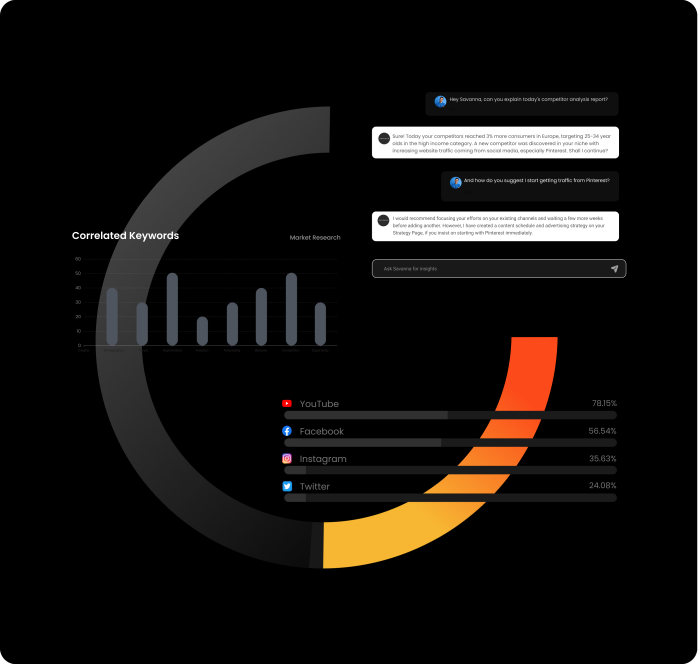 Hey Savanna, can you explain today's competitor analysis report?
Sure! Today your competitors reached 3% more consumers in Europe, targeting 25-34 year
olds in the high income category. A new competitor was discovered in your niche with
increasing website traffic coming from social media, especially Pinterest. Shall I continue?
And how do you suggest I start getting traffic from Pinterest?
I would recommend focusing your efforts on your existing channels and waiting a few more weeks
before adding another. However, I have created a content schedule and advertising strategy on your
Strategy Page, if you insist on starting with Pinterest immediately.
Ask Savanna for insights
Correlated Keywords
Market Research
60
50
40
30
20
10
0
YouTube 78.15%
Facebook 56.54%
Instagram 35.63%
Twitter 24.08%